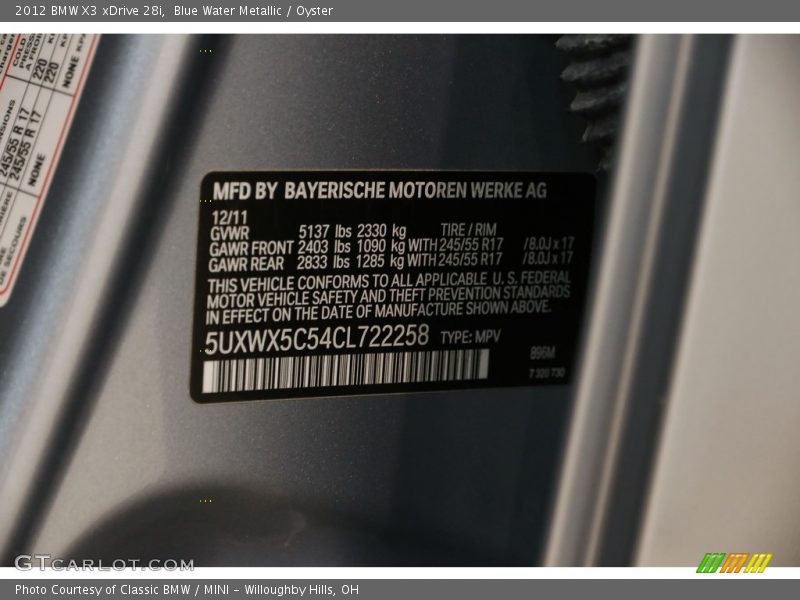 2012 BMW X3 xDrive 28i, Blue Water Metallic / Oyster
220
220
NONE
245/55 R 17
245/55 R 17
NONE
MFD BY BAYERISCHE MOTOREN WERKE AG
12/11
GVWR 5137 lbs 2330 kg TIRE / RIM
GAWR FRONT 2403 lbs 1090 kg WITH 245/55 R17 /8.0J x 17
GAWR REAR 2833 lbs 1285 kg WITH 245/55 R17 /8.0J x 17
THIS VEHICLE CONFORMS TO ALL APPLICABLE U.S. FEDERAL
MOTOR VEHICLE SAFETY AND THEFT PREVENTION STANDARDS
IN EFFECT ON THE DATE OF MANUFACTURE SHOWN ABOVE.
5UXWX5C54CL722258 TYPE: MPV
896M
7 320 730
GTCARLOT.COM
Photo Courtesy of Classic BMW / MINI - Willoughby Hills, OH